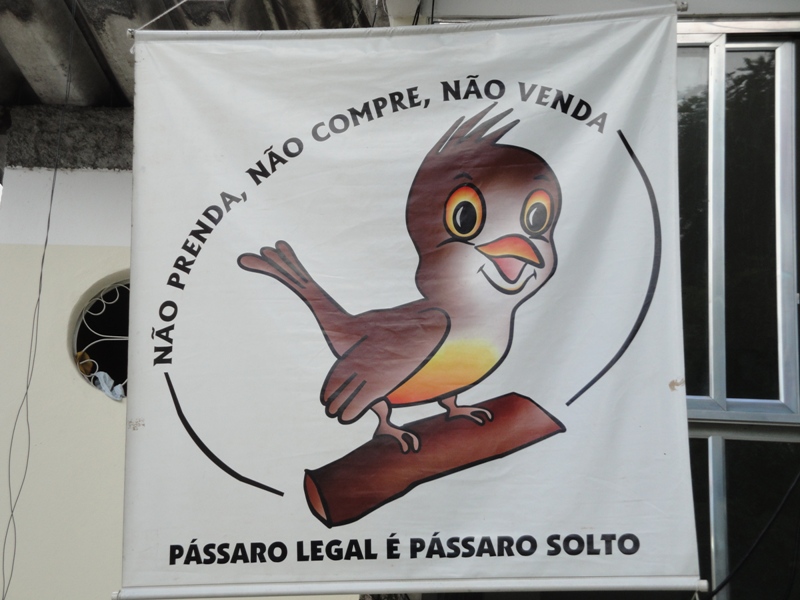 NÃO PRENDA, NÃO COMPRE, NÃO VENDA
PÁSSARO LEGAL É PÁSSARO SOLTO